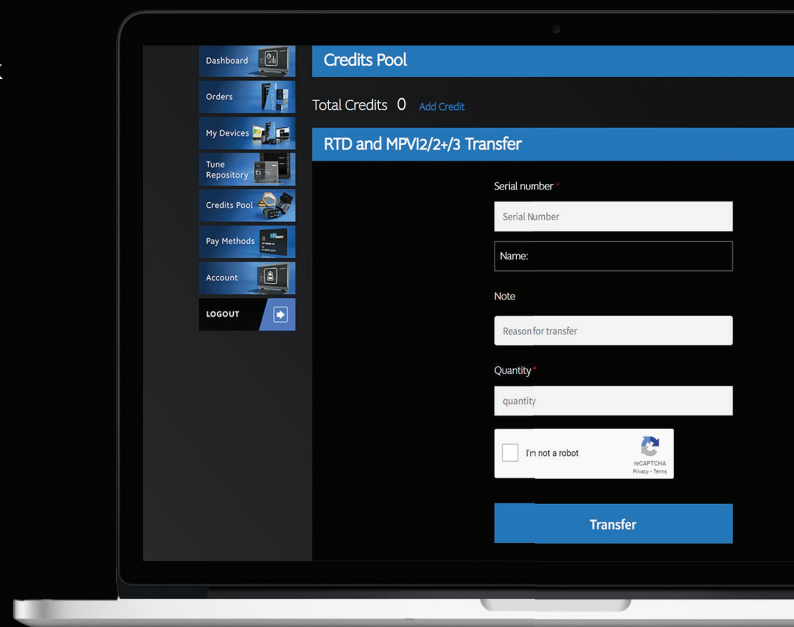 Dashboard
Orders
My Devices
Tune
Repository
Credits Pool
Pay Methods
Account
LOGOUT
Credits Pool
Total Credits 0 Add Credit
RTD and MPVI2/2+/3 Transfer
Serial number *
Serial Number
Name:
Note
Reason for transfer
Quantity *
quantity
I'm not a robot
reCAPTCHA
Privacy - Terms
Transfer